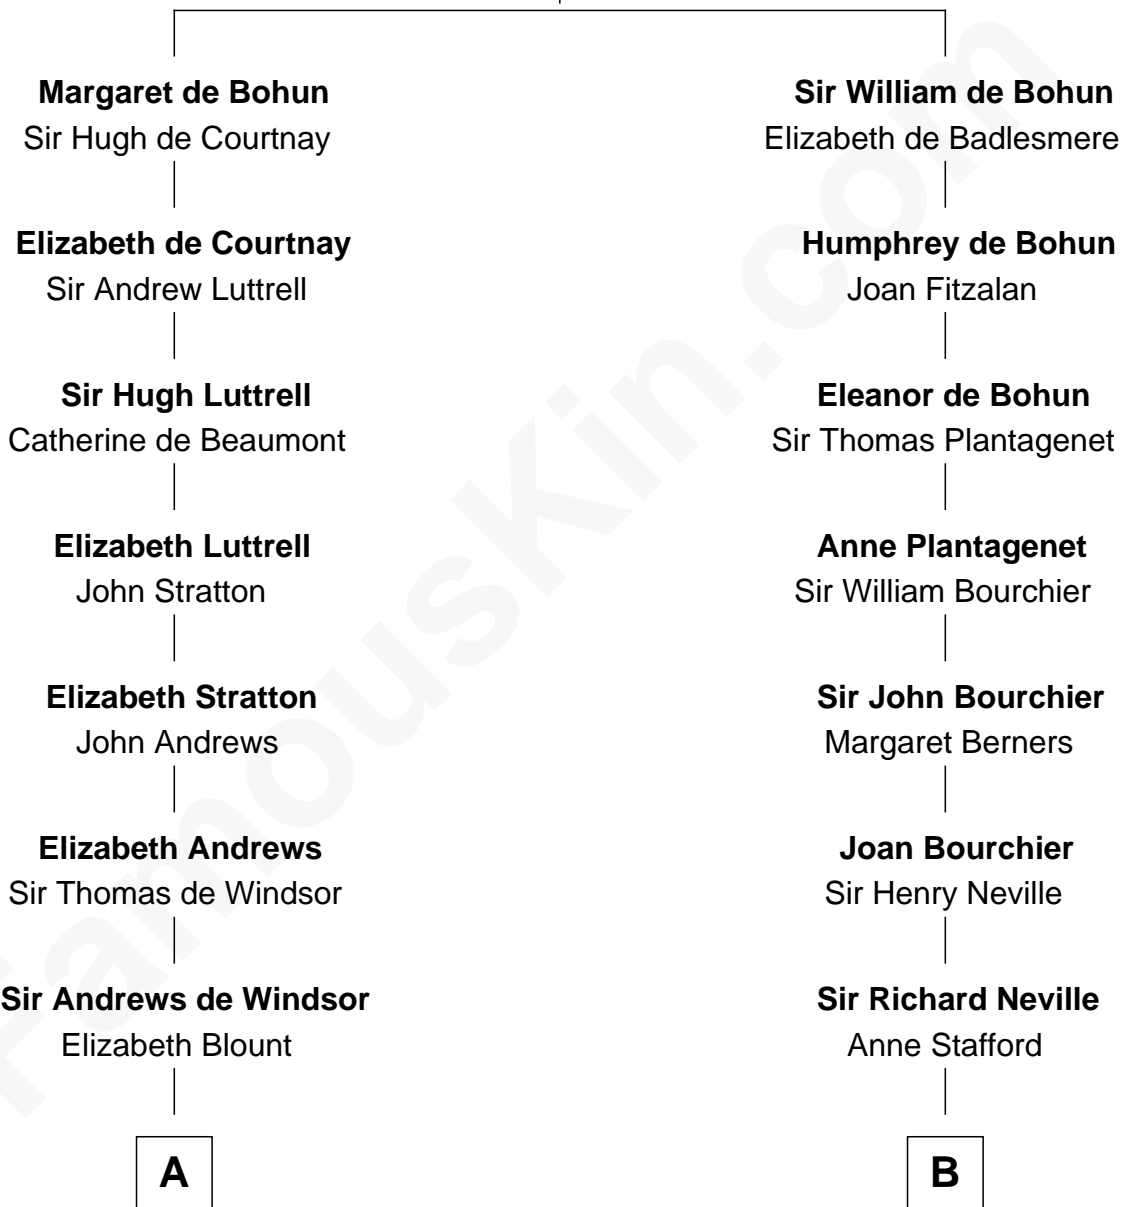 Margaret de Bohun
Sir Hugh de Courtnay
Elizabeth de Courtnay
Sir Andrew Luttrell
Sir Hugh Luttrell
Catherine de Beaumont
Elizabeth Luttrell
John Stratton
Elizabeth Stratton
John Andrews
Elizabeth Andrews
Sir Thomas de Windsor
Sir Andrews de Windsor
Elizabeth Blount
A
Sir William de Bohun
Elizabeth de Badlesmere
Humphrey de Bohun
Joan Fitzalan
Eleanor de Bohun
Sir Thomas Plantagenet
Anne Plantagenet
Sir William Bourchier
Sir John Bourchier
Margaret Berners
Joan Bourchier
Sir Henry Neville
Sir Richard Neville
Anne Stafford
B
FamousKin.com